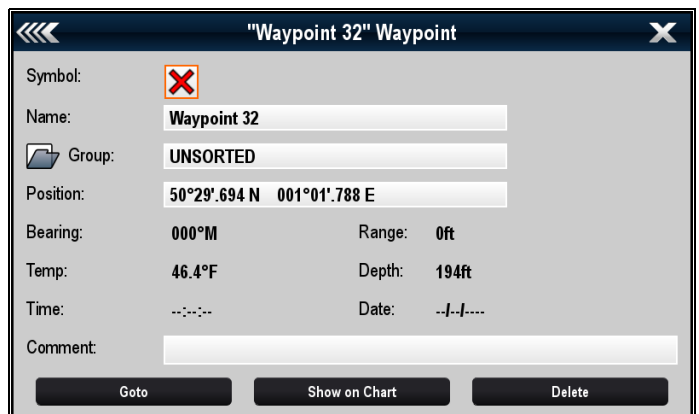 "Waypoint 32" Waypoint
Symbol:
Name: Waypoint 32
Group: UNSORTED
Position: 50°29'.694 N 001°01'.788 E
Bearing: 000°M Range: 0ft
Temp: 46.4°F Depth: 194ft
Time: --:--:-- Date: --/--/----
Comment:
Goto Show on Chart Delete